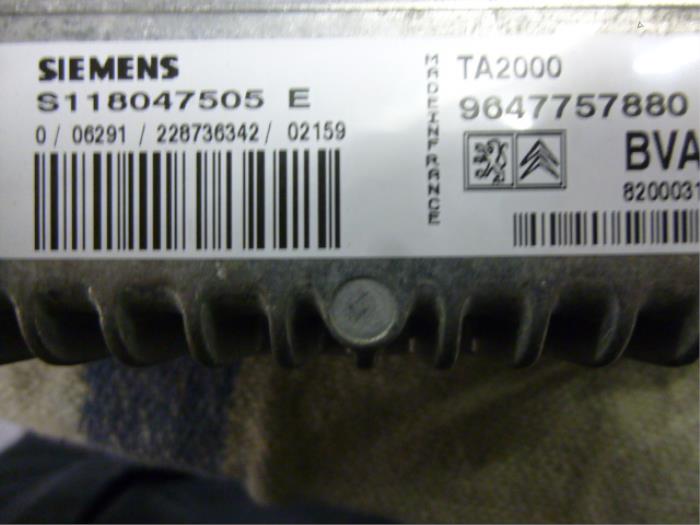 SIEMENS
S118047505 E
0 / 06291 / 228736342 / 02159
MADEINFRANCE
TA2000
9647757880
BVA
8200031